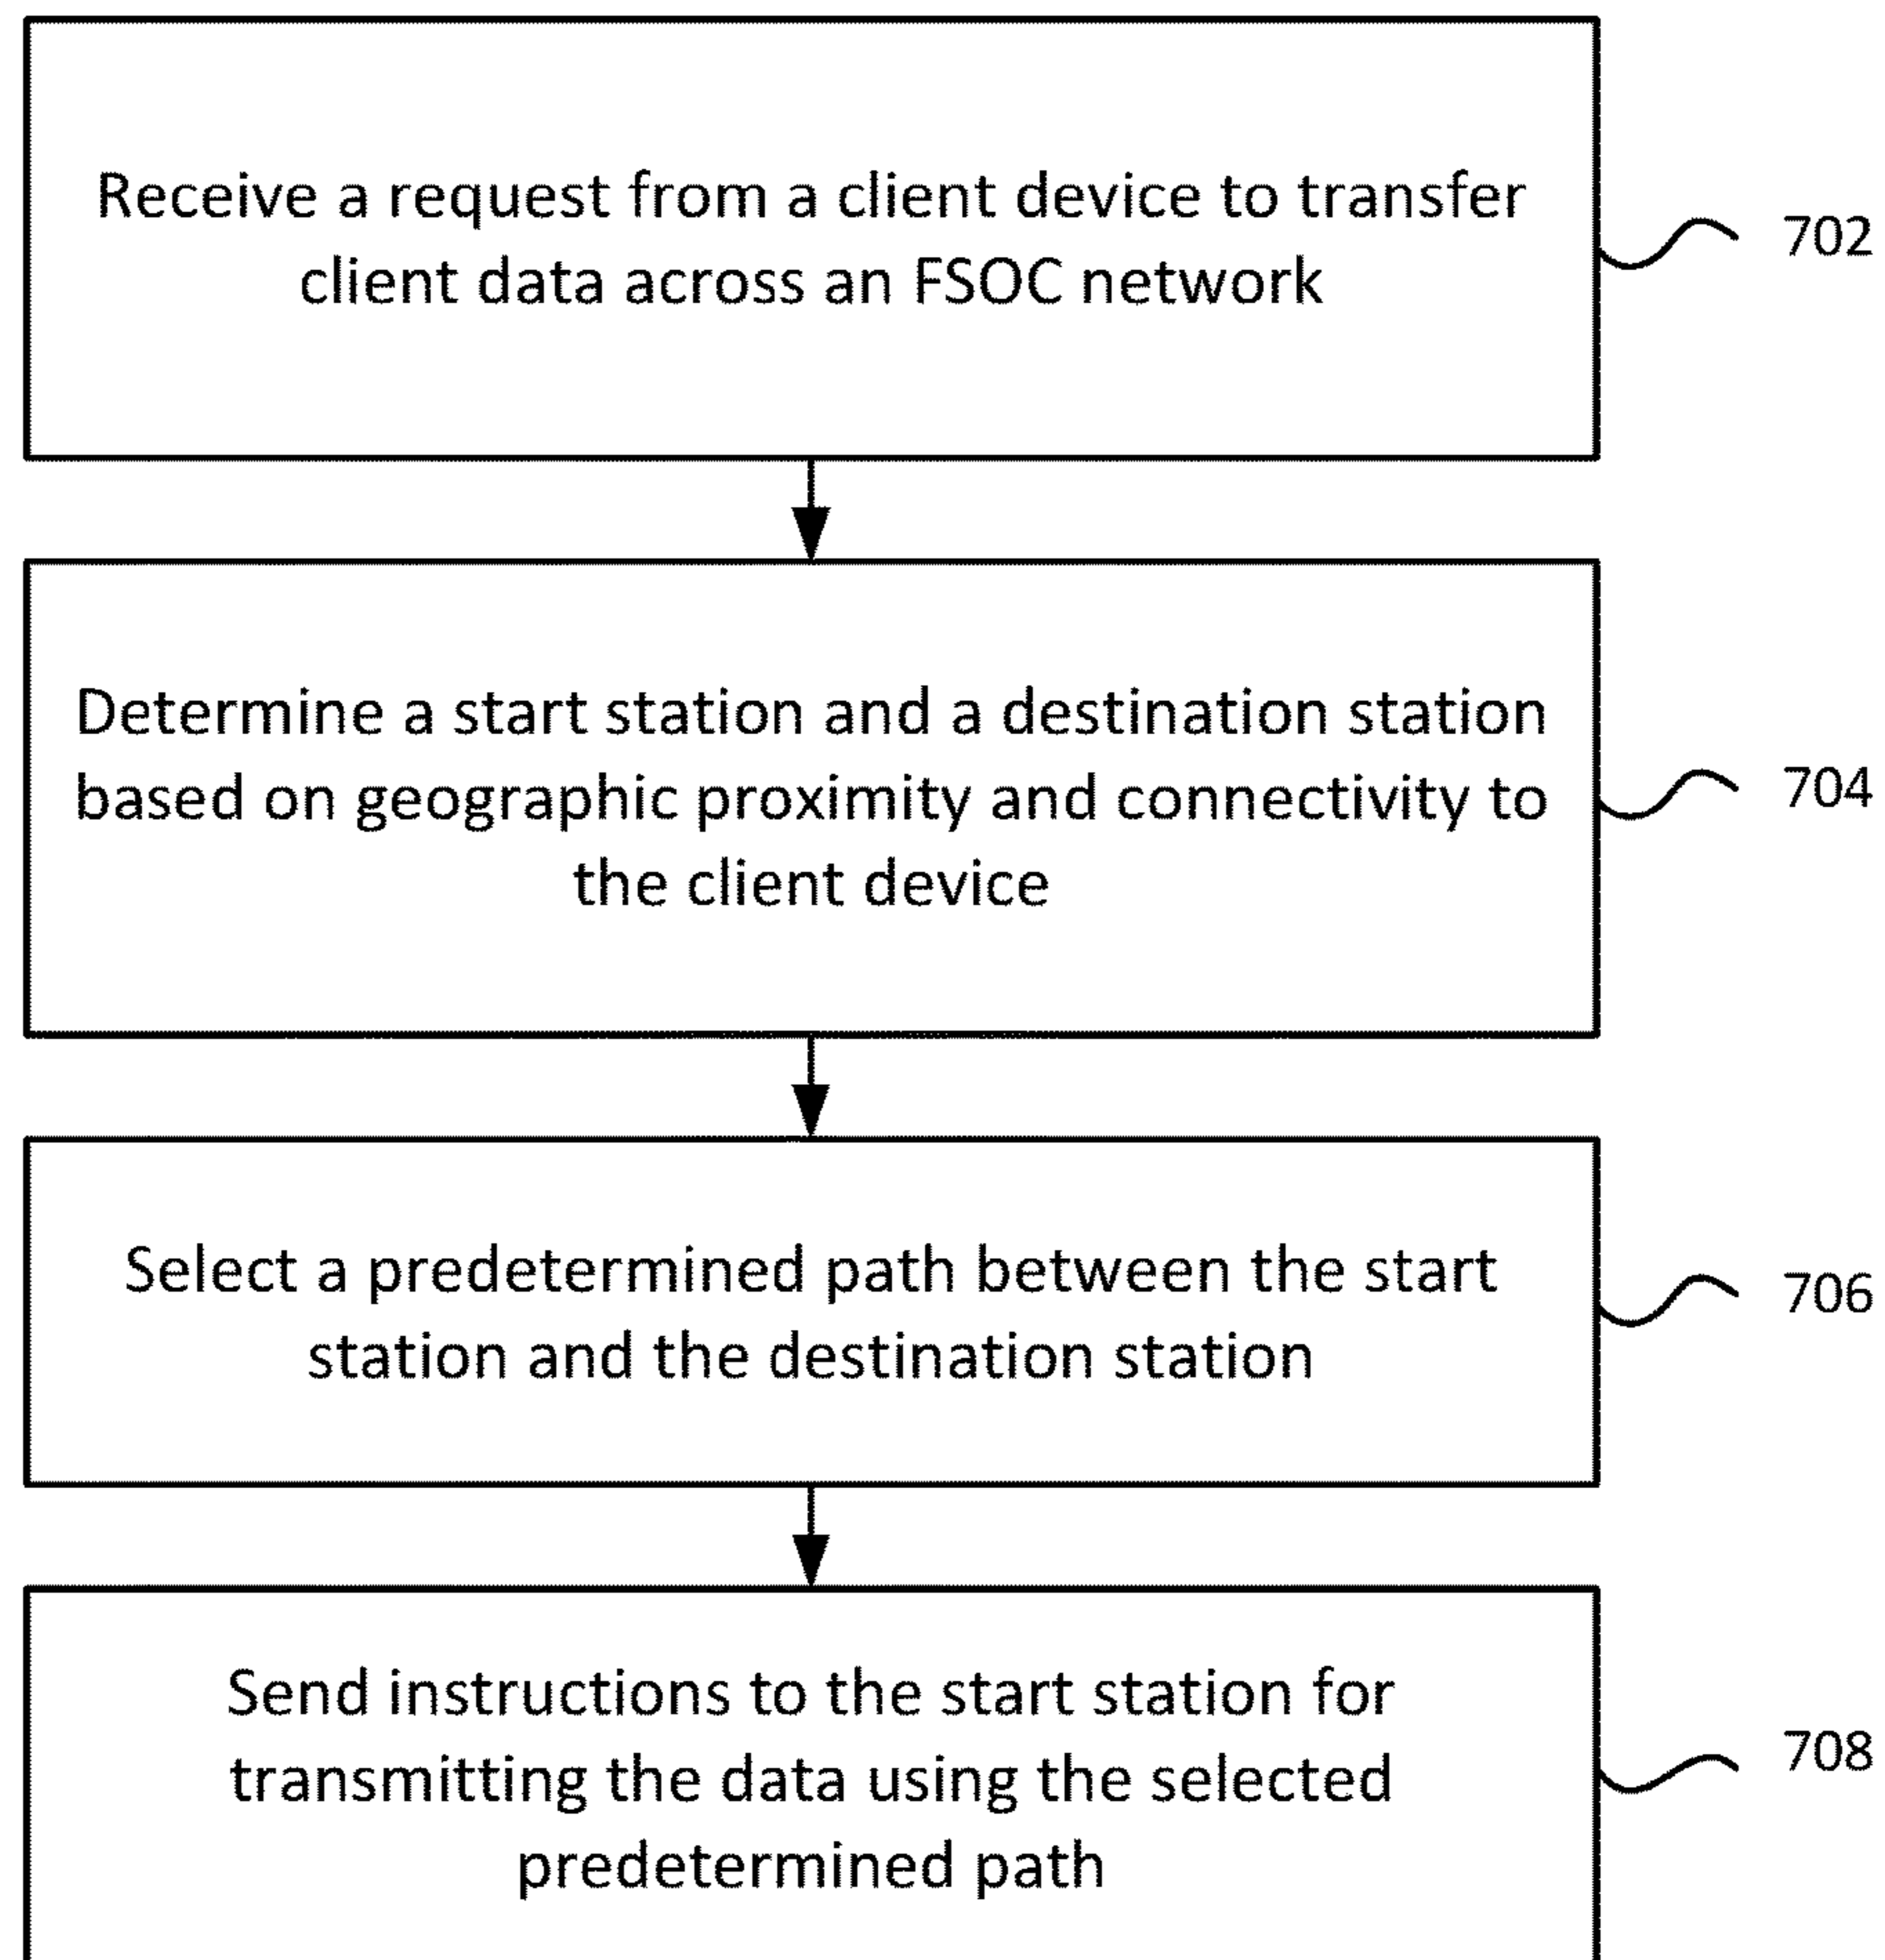 Receive a request from a client device to transfer
client data across an FSOC network
702
Determine a start station and a destination station
based on geographic proximity and connectivity to
the client device
704
Select a predetermined path between the start
station and the destination station
706
Send instructions to the start station for
transmitting the data using the selected
predetermined path
708